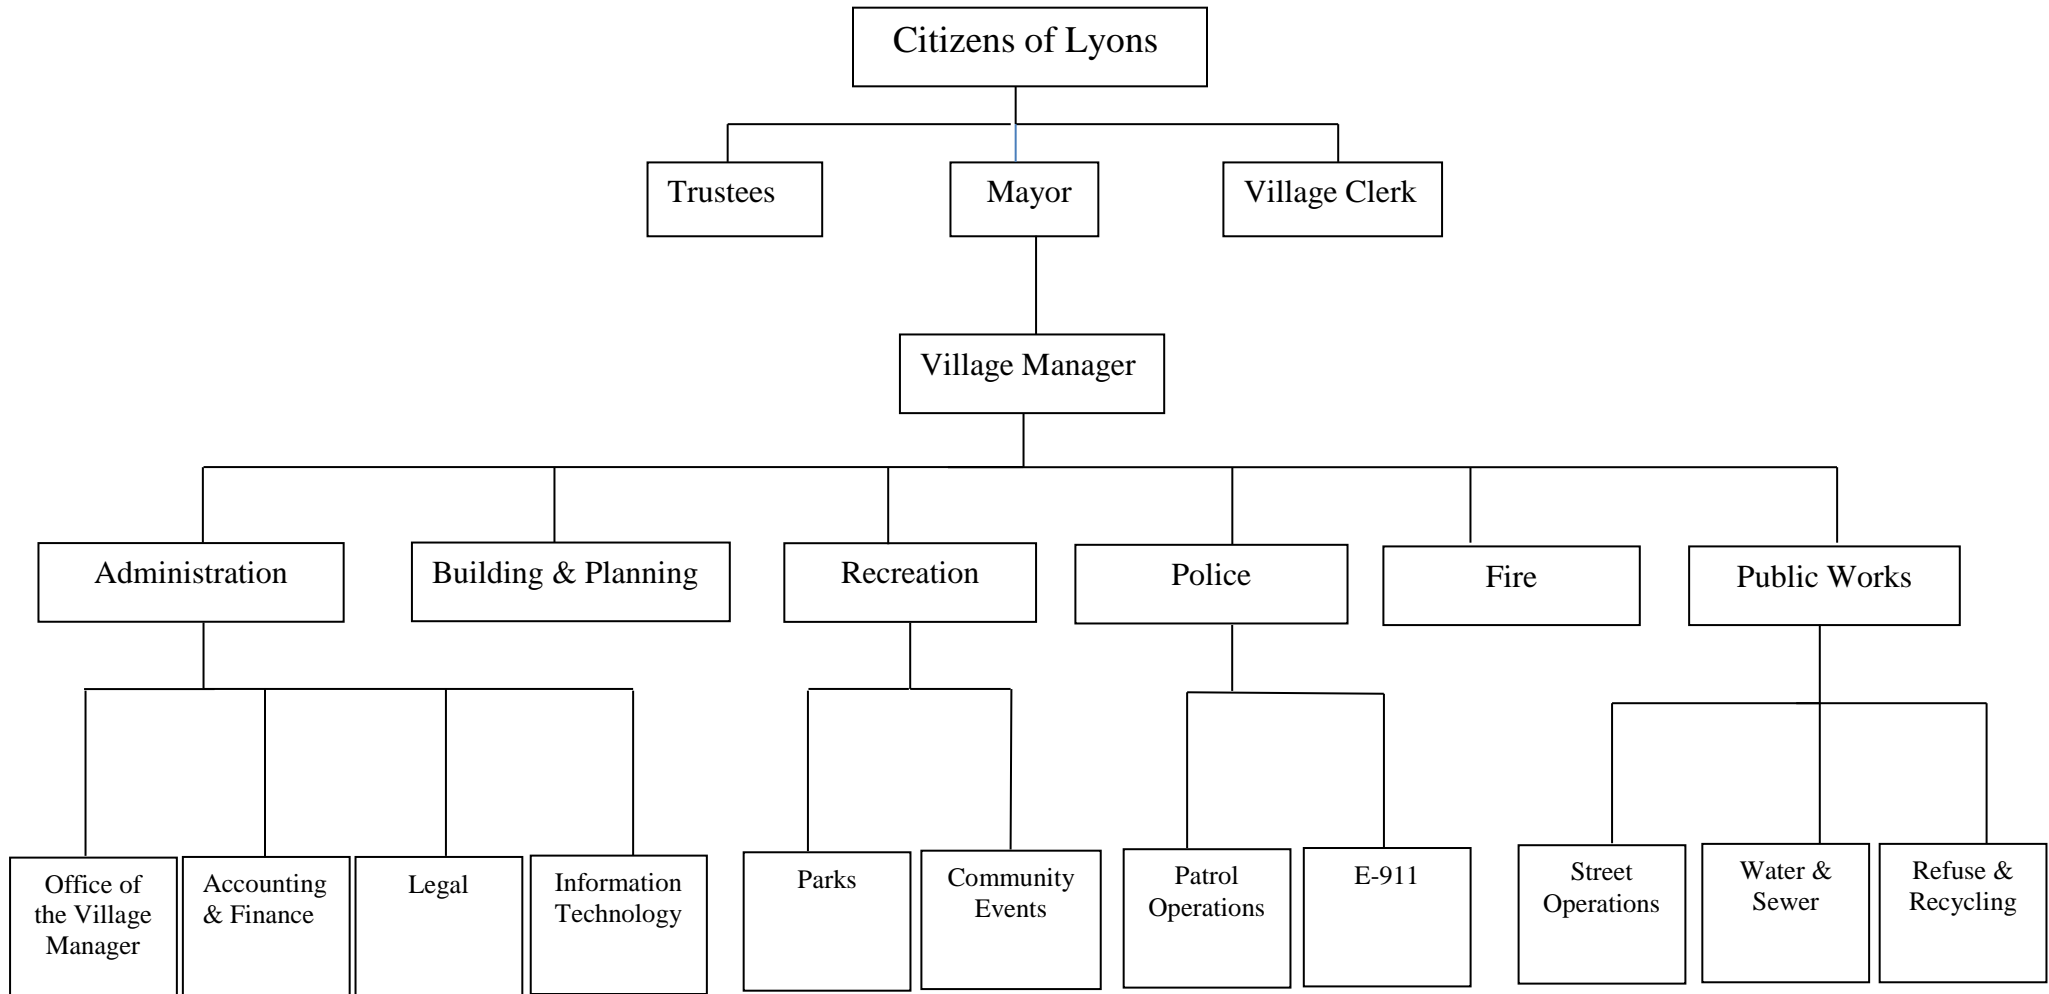 Citizens of Lyons
Trustees
Mayor
Village Clerk
Village Manager
Administration
Building & Planning
Recreation
Police
Fire
Public Works
Office of
the Village
Manager
Accounting
& Finance
Legal
Information
Technology
Parks
Community
Events
Patrol
Operations
E-911
Street
Operations
Water &
Sewer
Refuse &
Recycling